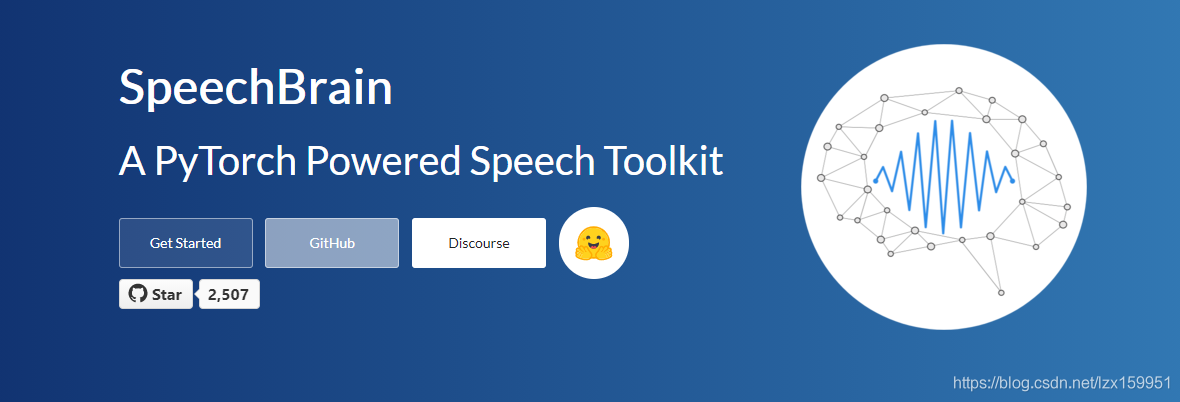 SpeechBrain
A PyTorch Powered Speech Toolkit
Get Started GitHub Discourse
Star 2,507
https://blog.csdn.net/lzx159951